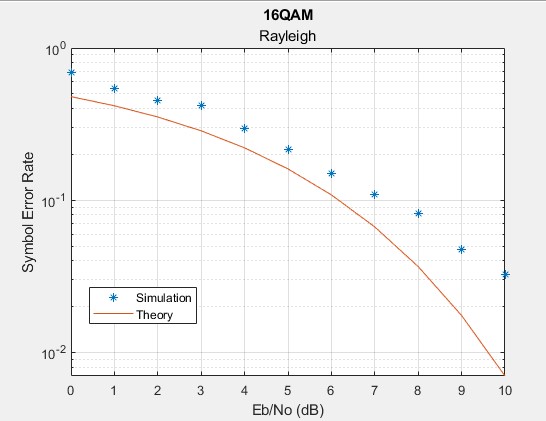 16QAM
Rayleigh
10^0
10^-1
10^-2
Symbol Error Rate
Simulation
Theory
0 1 2 3 4 5 6 7 8 9 10
Eb/No (dB)